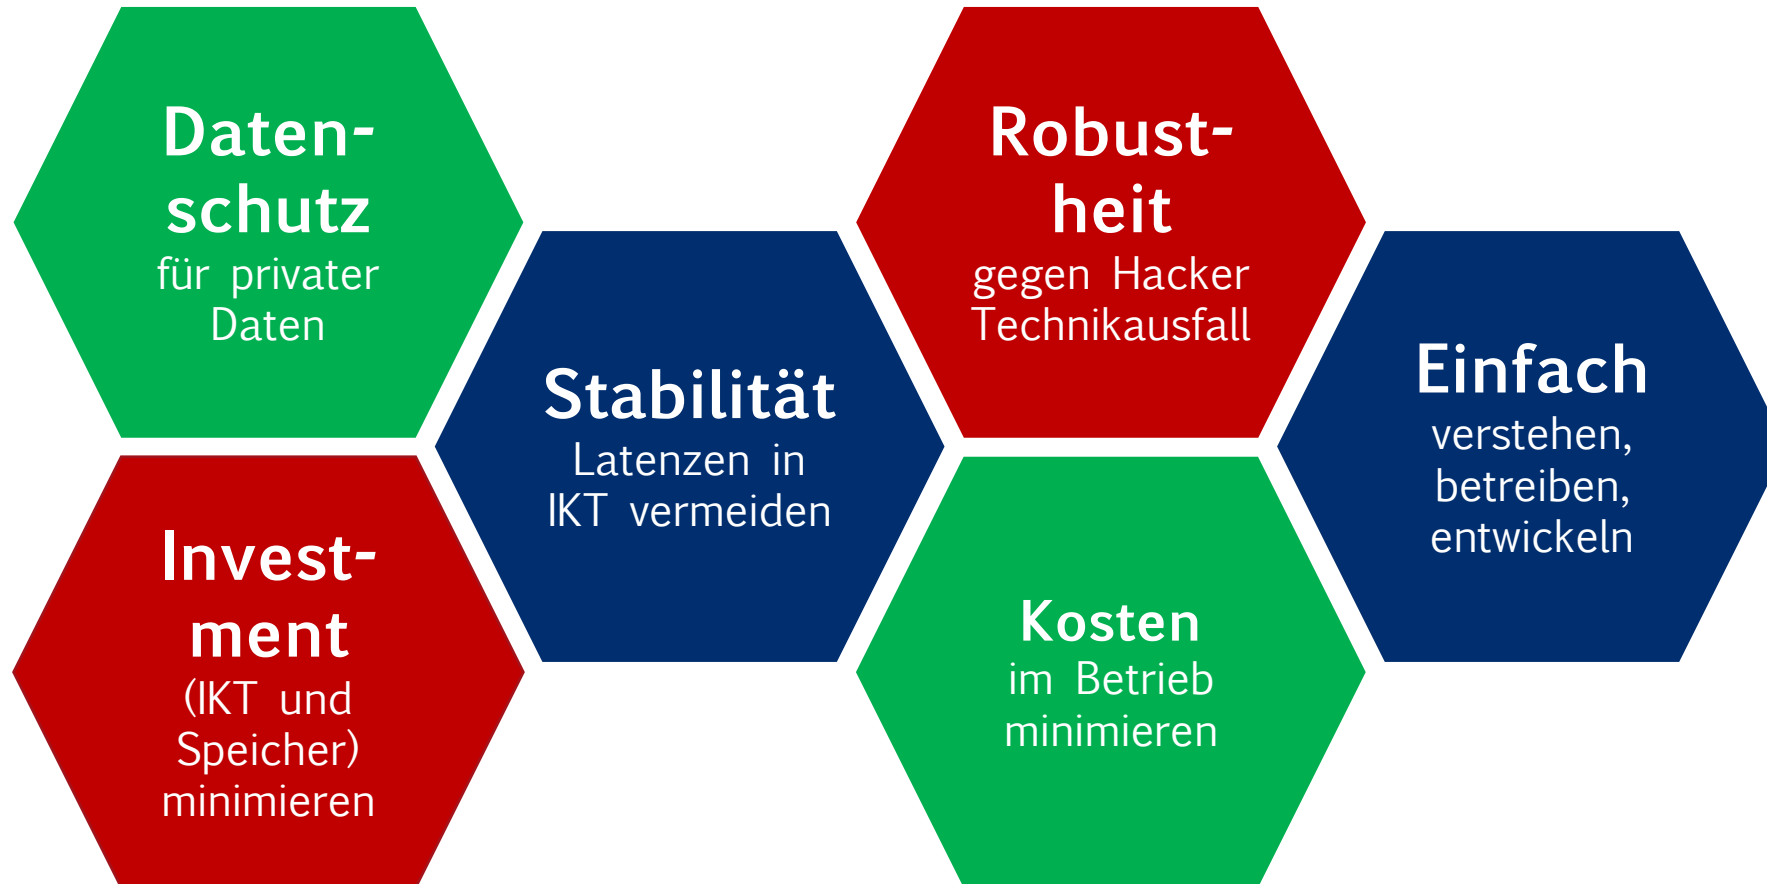 Daten-
schutz
für privater
Daten
Invest-
ment
(IKT und
Speicher)
minimieren
Stabilität
Latenzen in
IKT vermeiden
Robust-
heit
gegen Hacker
Technikausfall
Kosten
im Betrieb
minimieren
Einfach
verstehen,
betreiben,
entwickeln